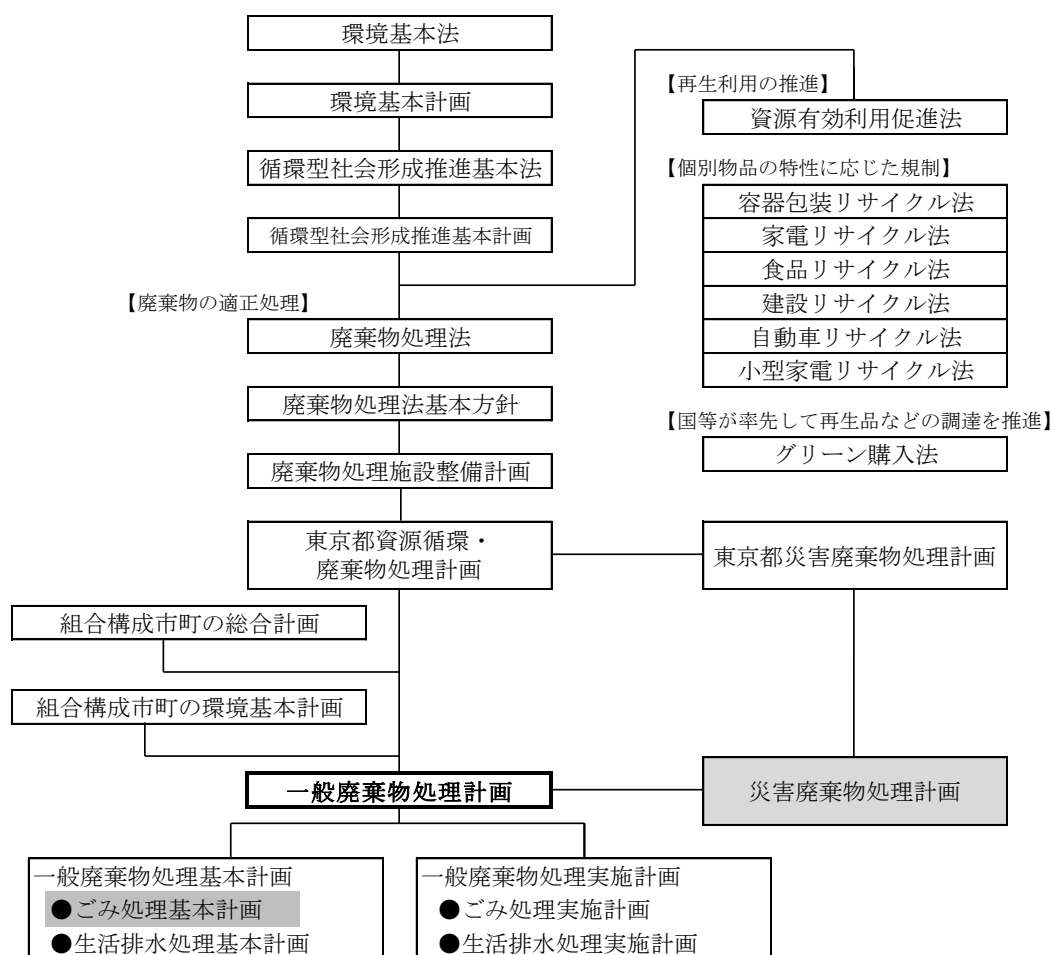 環境基本法
環境基本計画
循環型社会形成推進基本法
循環型社会形成推進基本計画
【再生利用の推進】
資源有効利用促進法
【個別物品の特性に応じた規制】
容器包装リサイクル法
家電リサイクル法
食品リサイクル法
建設リサイクル法
自動車リサイクル法
小型家電リサイクル法
【国等が率先して再生品などの調達を推進】
グリーン購入法
【廃棄物の適正処理】
廃棄物処理法
廃棄物処理法基本方針
廃棄物処理施設整備計画
東京都資源循環・
廃棄物処理計画
東京都災害廃棄物処理計画
組合構成市町の総合計画
組合構成市町の環境基本計画
一般廃棄物処理計画
災害廃棄物処理計画
一般廃棄物処理基本計画
●ごみ処理基本計画
●生活排水処理基本計画
一般廃棄物処理実施計画
●ごみ処理実施計画
●生活排水処理実施計画